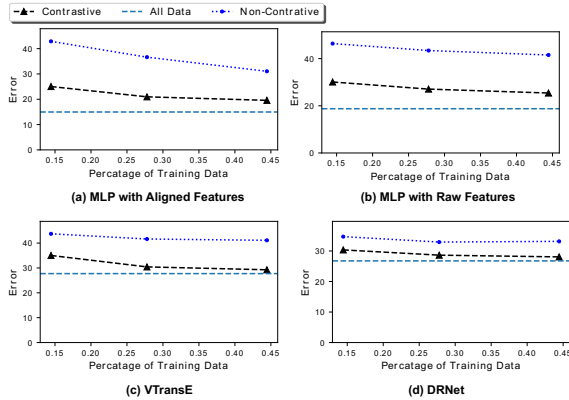 Contrastive All Data Non-Contrative
40
30
20
10
0
Error
0.15 0.20 0.25 0.30 0.35 0.40 0.45
Percatage of Training Data
(a) MLP with Aligned Features
40
20
0
Error
0.15 0.20 0.25 0.30 0.35 0.40 0.45
Percatage of Training Data
(b) MLP with Raw Features
40
30
20
10
0
Error
0.15 0.20 0.25 0.30 0.35 0.40 0.45
Percatage of Training Data
(c) VTransE
30
20
10
0
Error
0.15 0.20 0.25 0.30 0.35 0.40 0.45
Percatage of Training Data
(d) DRNet